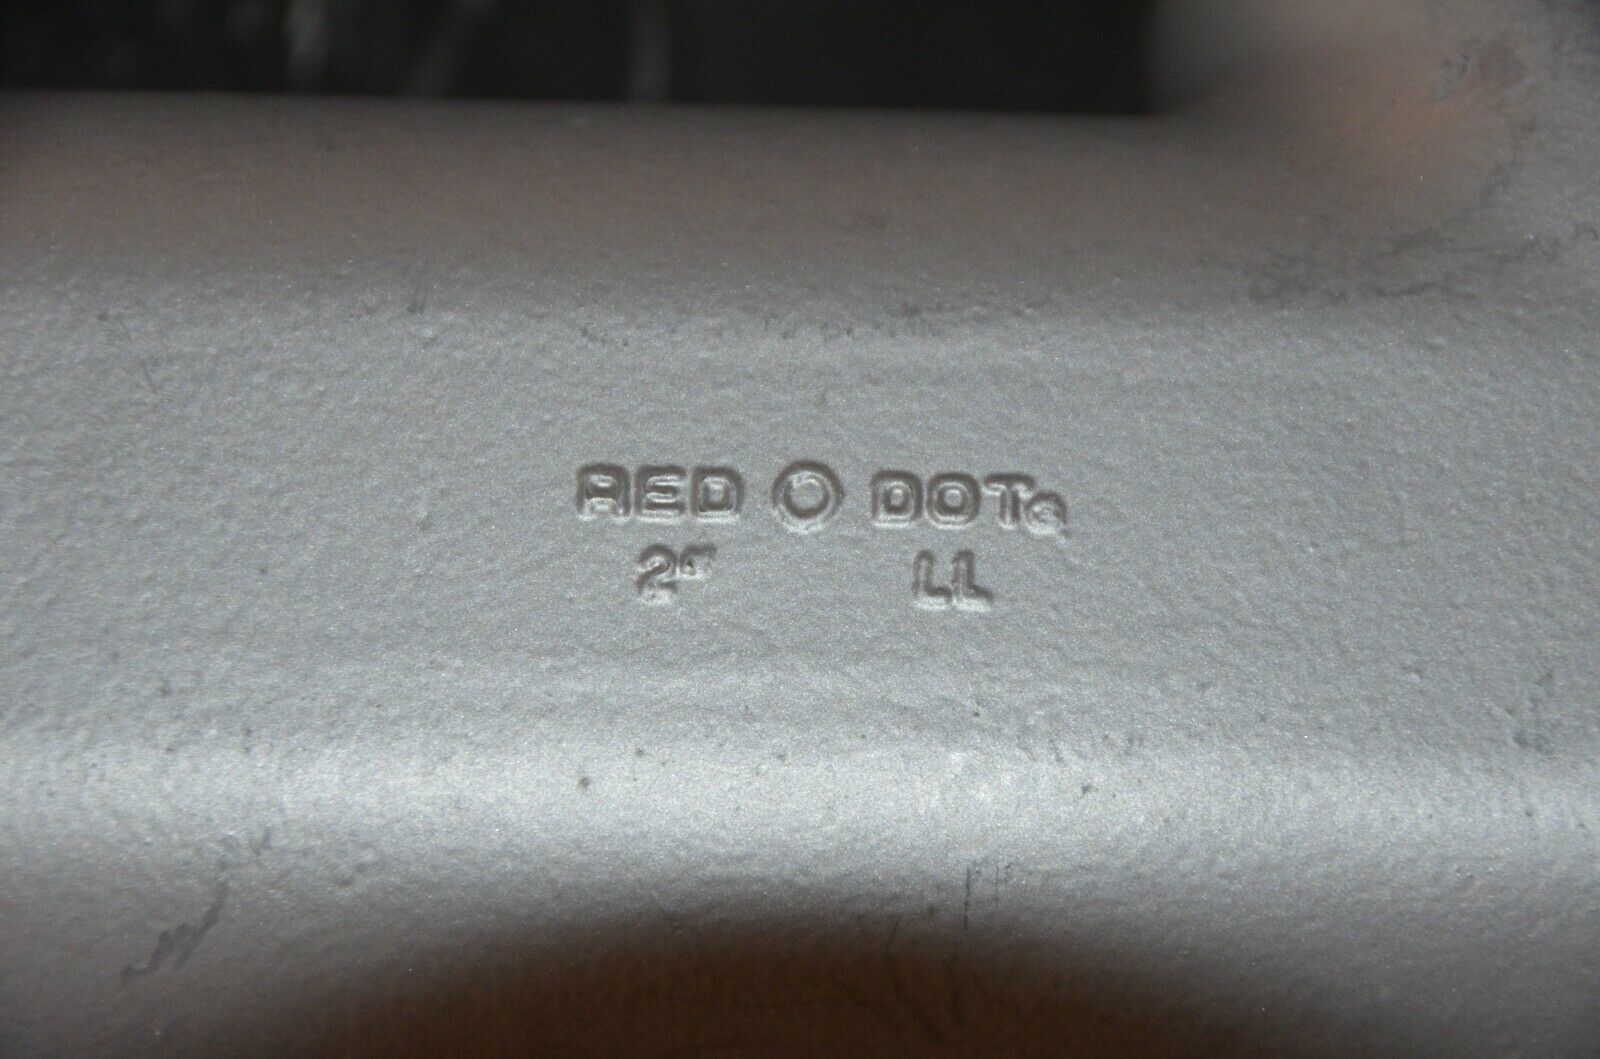 RED O DOT®
2" LL